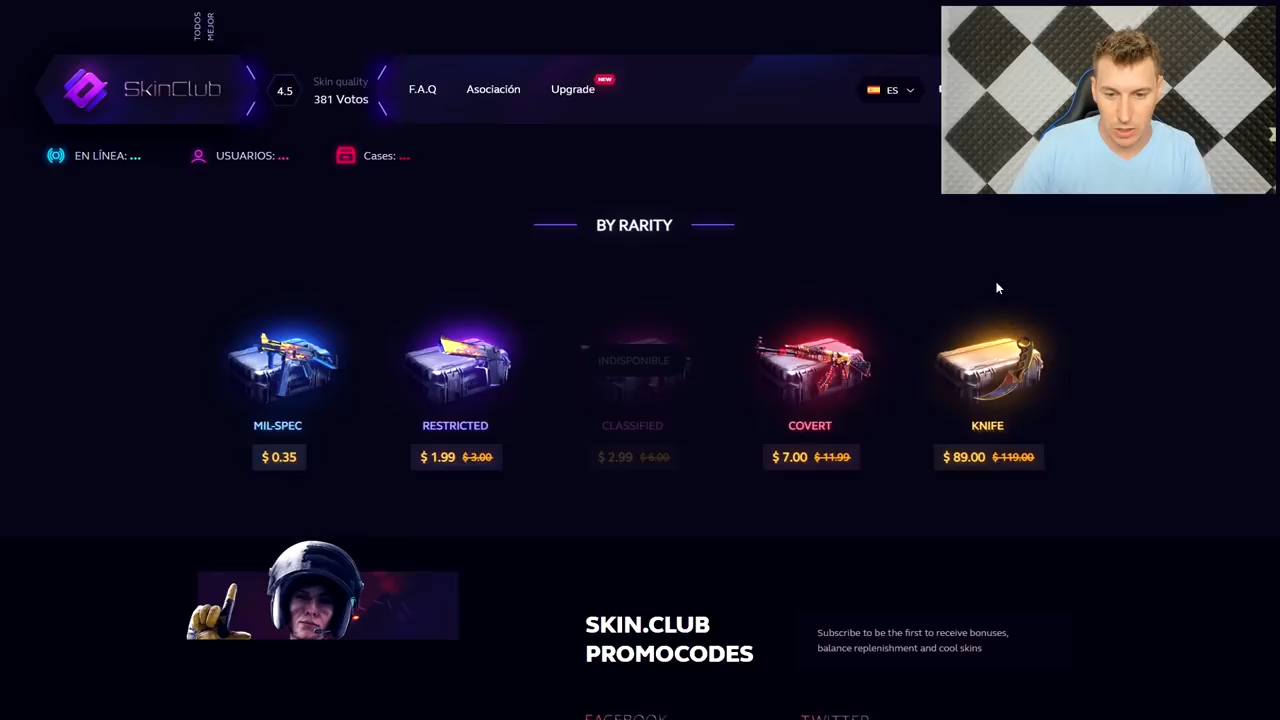 TODOS
MEJOR
SKINCLUB
4.5
Skin quality
381 Votos
F.A.Q
Asociación
Upgrade
NEW
ES
EN LÍNEA: ...
USUARIOS: ...
Cases: ...
BY RARITY
INDISPONIBLE
MIL-SPEC
RESTRICTED
CLASSIFIED
COVERT
KNIFE
$ 0.35
$ 1.99 $ 3.00
$ 2.99 $ 6.00
$ 7.00 $ 11.99
$ 89.00 $ 119.00
SKIN.CLUB
PROMOCODES
Subscribe to be the first to receive bonuses,
balance replenishment and cool skins
FACEBOOK
TWITTER